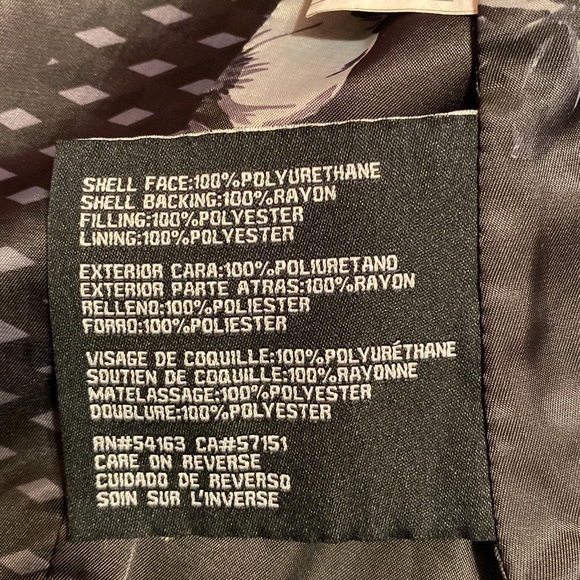 SHELL FACE:100%POLYURETHANE
SHELL BACKING:100%RAYON
FILLING:100%POLYESTER
LINING:100%POLYESTER
EXTERIOR CARA:100%POLIURETANO
EXTERIOR PARTE ATRAS:100%RAYON
RELLENO:100%POLIESTER
FORRO:100%POLIESTER
VISAGE DE COQUILLE:100%POLYURÉTHANE
SOUTIEN DE COQUILLE:100%RAYONNE
MATELASSAGE:100%POLYESTER
DOUBLURE:100%POLYESTER
RN#54163 CA#57151
CARE ON REVERSE
CUIDADO DE REVERSO
SOIN SUR L'INVERSE